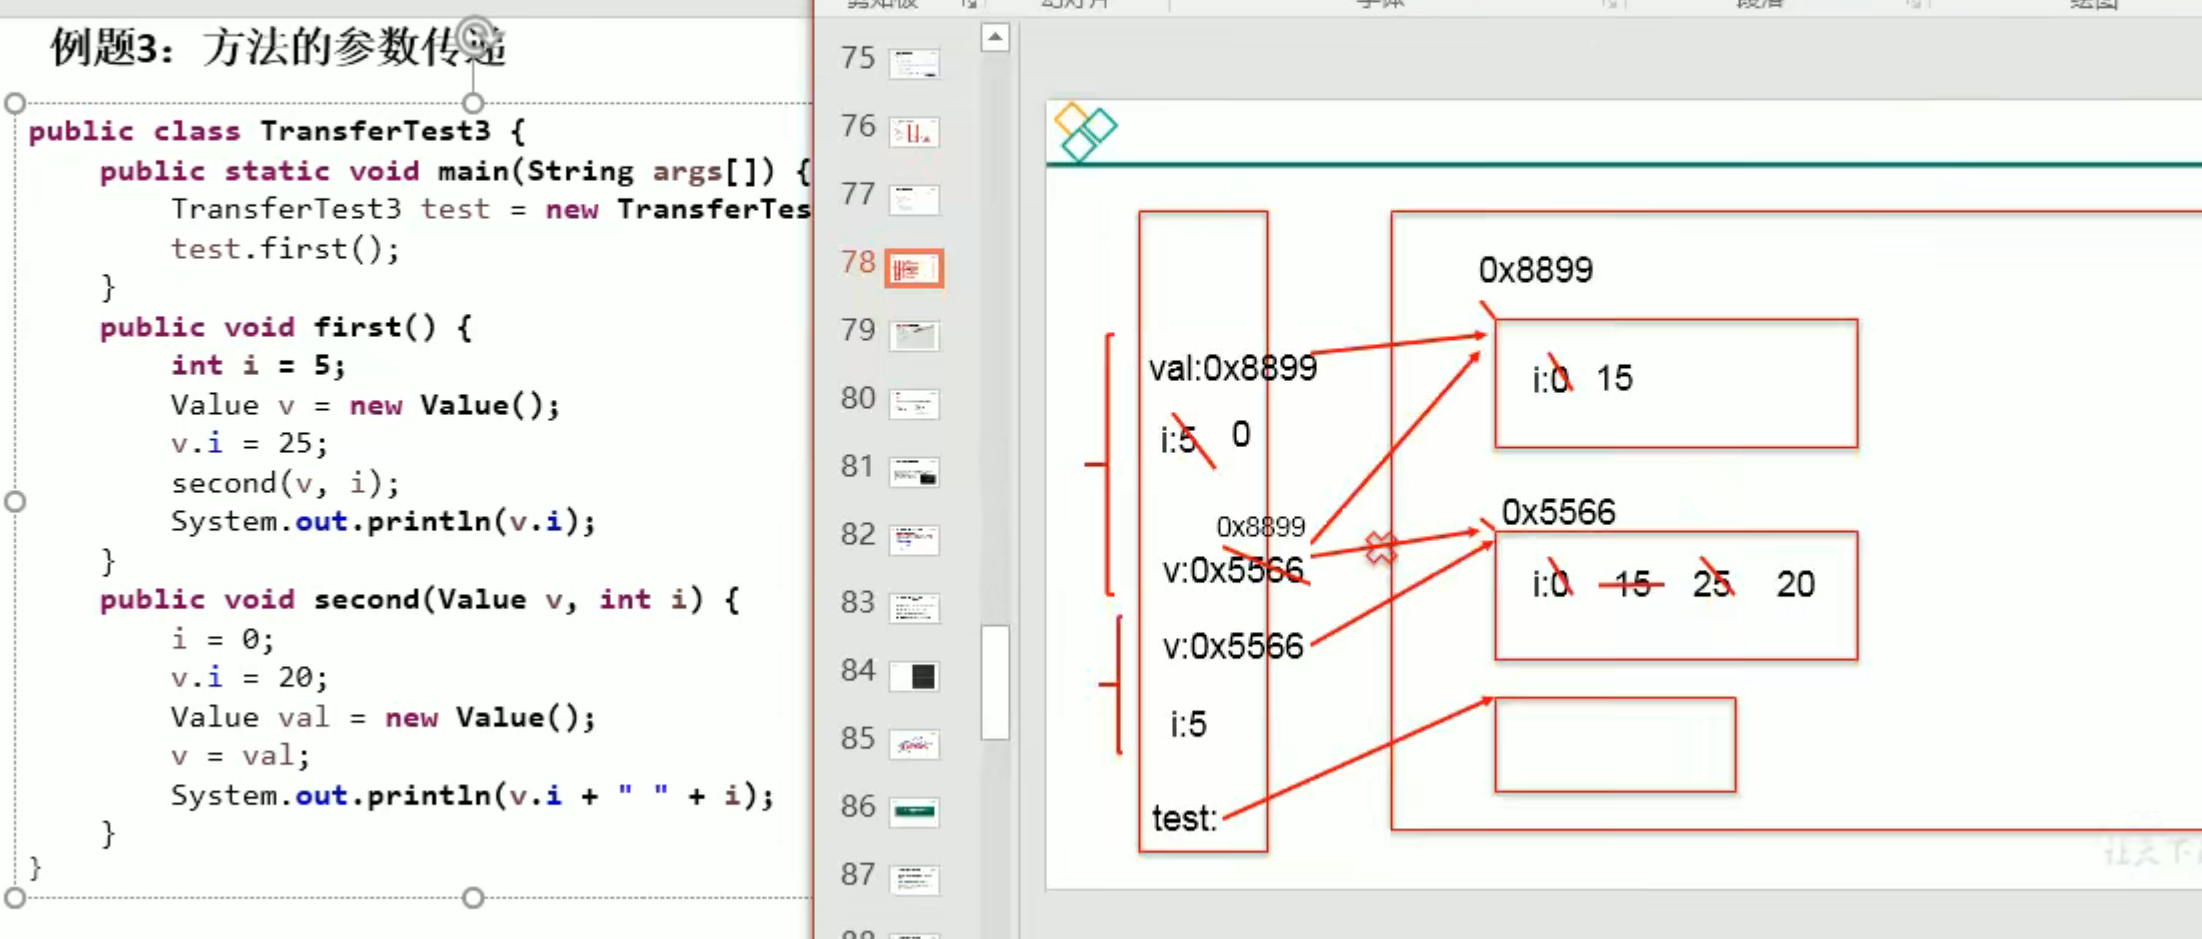 例题3：方法的参数传递
public class TransferTest3 {
public static void main(String args[]) {
TransferTest3 test = new TransferTes
test.first();
}
public void first() {
int i = 5;
Value v = new Value();
v.i = 25;
second(v, i);
System.out.println(v.i);
}
public void second(Value v, int i) {
i = 0;
v.i = 20;
Value val = new Value();
v = val;
System.out.println(v.i + " " + i);
}
}
75
76
77
78
79
80
81
82
83
84
85
86
87
0x8899
val:0x8899
i:0 15
i:5 0
0x8899
0x5566
v:0x5566
i:0 15 25 20
v:0x5566
i:5
test: